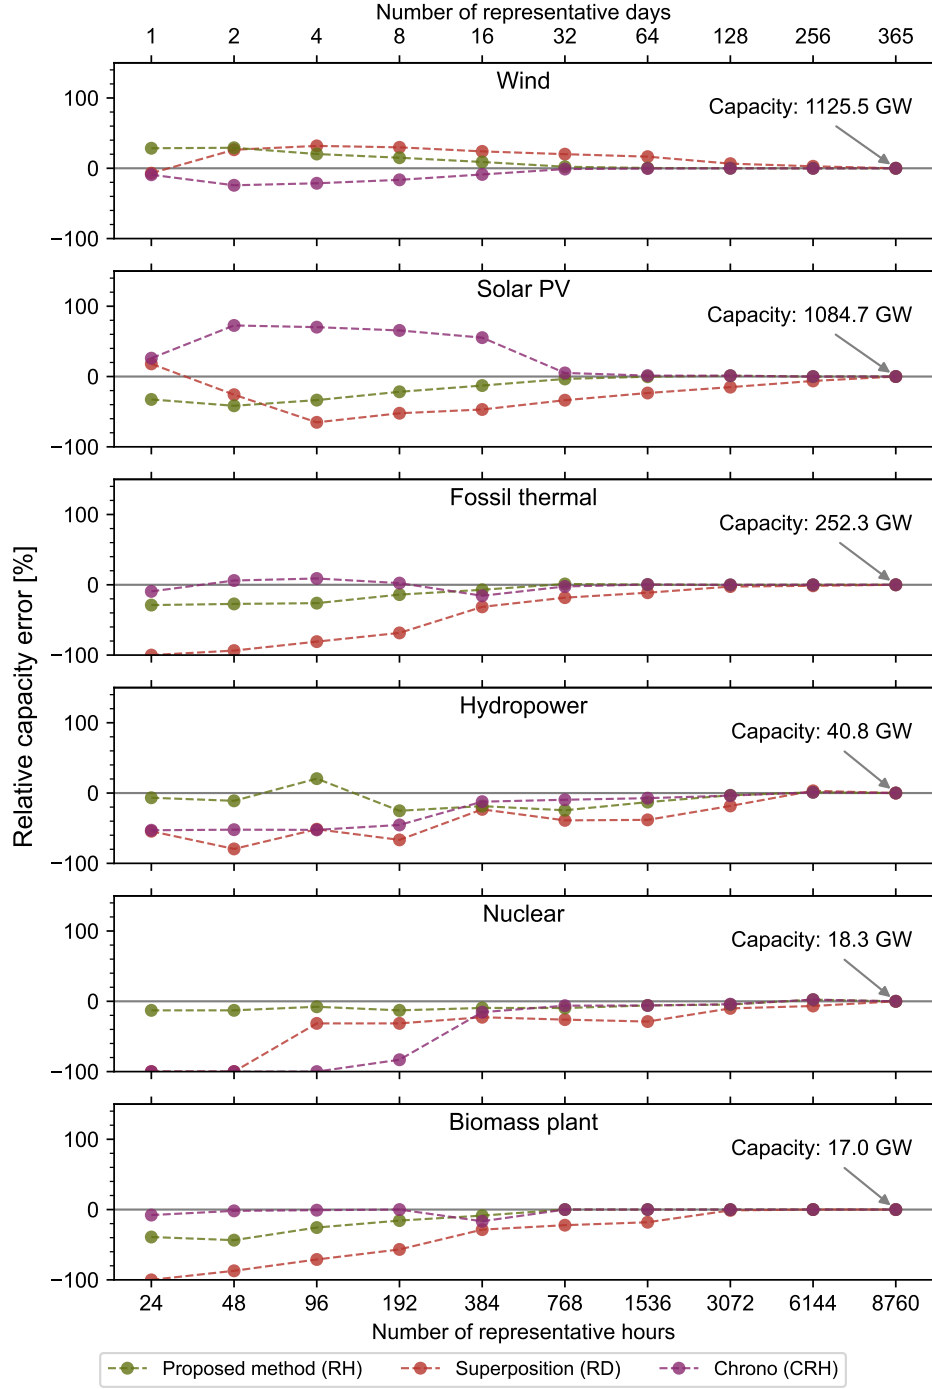 Number of representative days
1 2 4 8 16 32 64 128 256 365
Wind
Capacity: 1125.5 GW
100
0
−100
Solar PV
Capacity: 1084.7 GW
100
0
−100
Fossil thermal
Capacity: 252.3 GW
100
0
−100
Hydropower
Capacity: 40.8 GW
100
0
−100
Nuclear
Capacity: 18.3 GW
100
0
−100
Biomass plant
Capacity: 17.0 GW
100
0
−100
Relative capacity error [%]
24 48 96 192 384 768 1536 3072 6144 8760
Number of representative hours
Proposed method (RH) Superposition (RD) Chrono (CRH)